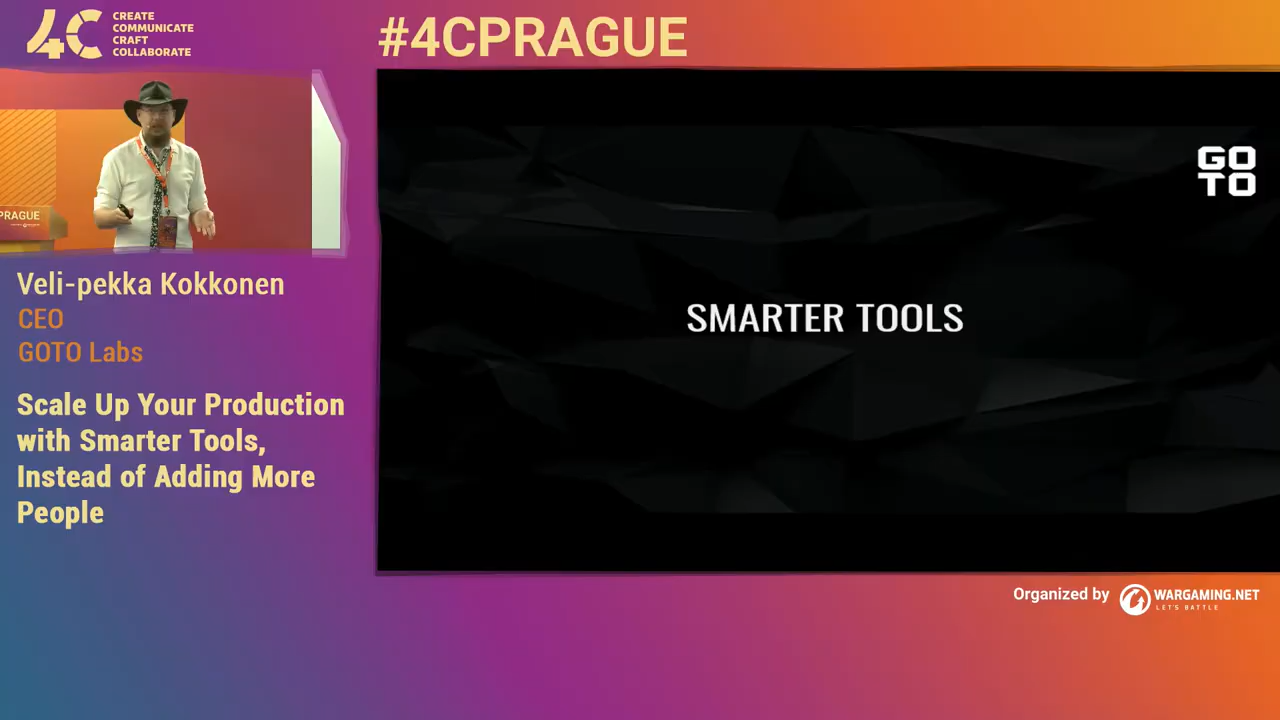 4C
CREATE
COMMUNICATE
CRAFT
COLLABORATE
#4CPRAGUE
PRAGUE
Veli-pekka Kokkonen
CEO
GOTO Labs
Scale Up Your Production
with Smarter Tools,
Instead of Adding More
People
GO
TO
SMARTER TOOLS
Organized by
WARGAMING.NET
LET'S BATTLE